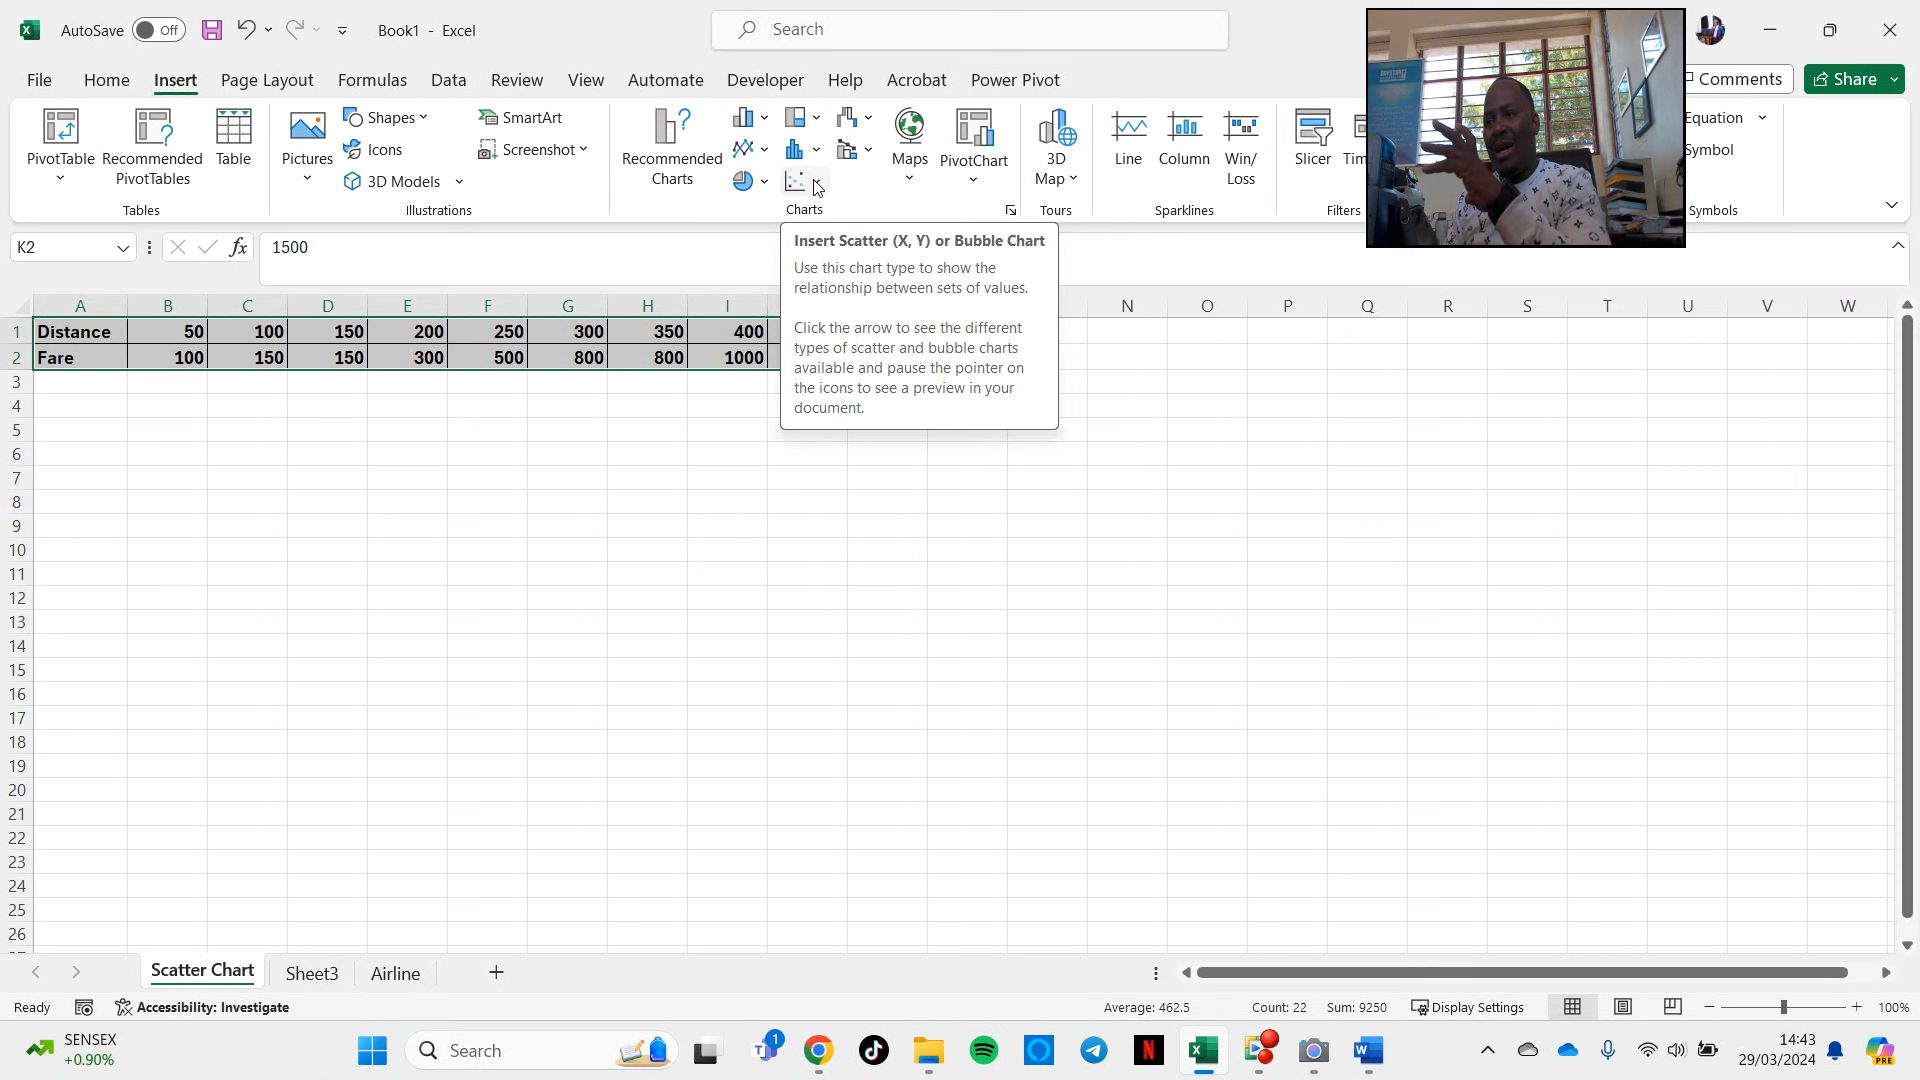 AutoSave Off Book1 - Excel Search
File Home Insert Page Layout Formulas Data Review View Automate Developer Help Acrobat Power Pivot Comments Share
PivotTable
Recommended
PivotTables
Table
Tables
Pictures
Shapes
Icons
3D Models
SmartArt
Screenshot
Illustrations
Recommended
Charts
Maps
PivotChart
Charts
3D
Map
Tours
Line
Column
Win/
Loss
Sparklines
Slicer
Filters
Equation
Symbol
Symbols
K2 fx 1500
Insert Scatter (X, Y) or Bubble Chart
Use this chart type to show the
relationship between sets of values.
Click the arrow to see the different
types of scatter and bubble charts
available and pause the pointer on
the icons to see a preview in your
document.
A B C D E F G H I N O P Q R S T U V W
1 Distance 50 100 150 200 250 300 350 400
2 Fare 100 150 150 300 500 800 800 1000
3
4
5
6
7
8
9
10
11
12
13
14
15
16
17
18
19
20
21
22
23
24
25
26
Scatter Chart Sheet3 Airline
Ready Accessibility: Investigate Average: 462.5 Count: 22 Sum: 9250 Display Settings 100%
SENSEX
+0.90%
Search
1
14:43
29/03/2024
PRE